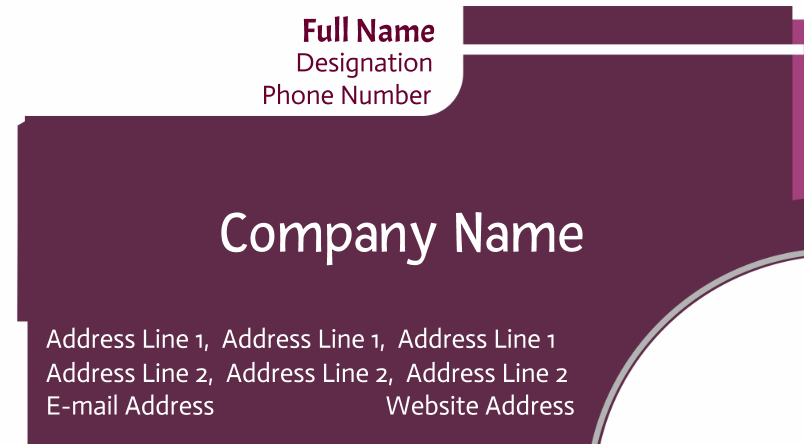 Full Name
Designation
Phone Number
Company Name
Address Line 1,  Address Line 1,  Address Line 1
Address Line 2,  Address Line 2,  Address Line 2
E-mail Address Website Address